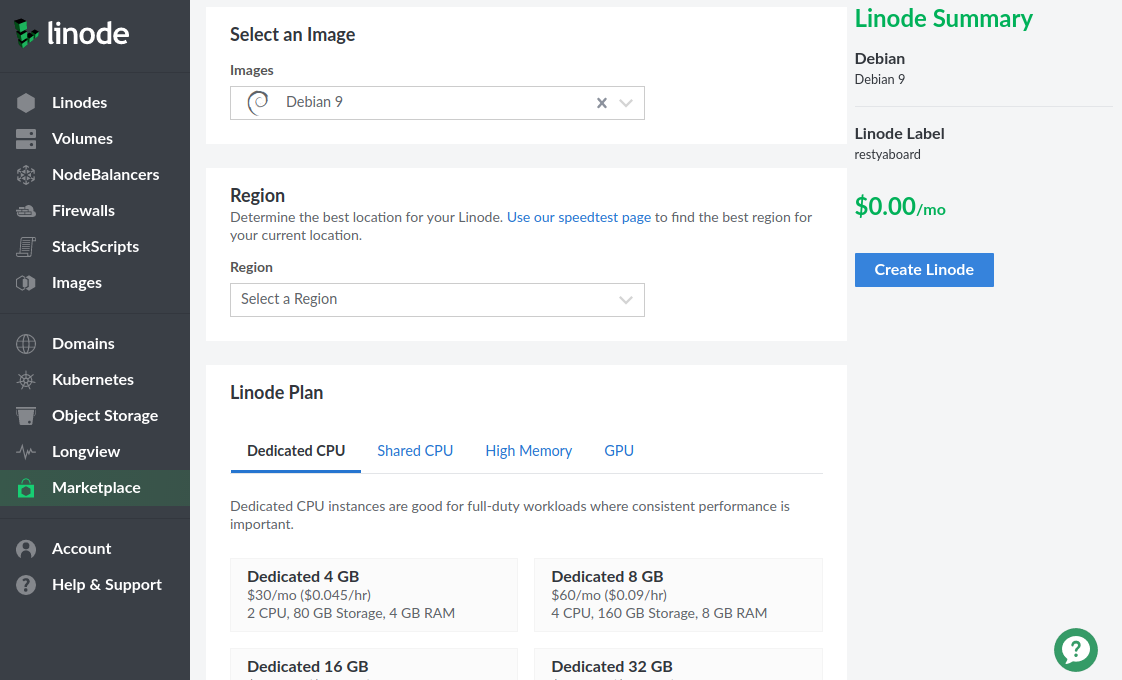 linode
Linodes
Volumes
NodeBalancers
Firewalls
StackScripts
Images
Domains
Kubernetes
Object Storage
Longview
Marketplace
Account
Help & Support
Select an Image
Images
Debian 9
Region
Determine the best location for your Linode. Use our speedtest page to find the best region for
your current location.
Region
Select a Region
Linode Plan
Dedicated CPU Shared CPU High Memory GPU
Dedicated CPU instances are good for full-duty workloads where consistent performance is
important.
Dedicated 4 GB
$30/mo ($0.045/hr)
2 CPU, 80 GB Storage, 4 GB RAM
Dedicated 8 GB
$60/mo ($0.09/hr)
4 CPU, 160 GB Storage, 8 GB RAM
Dedicated 16 GB
Dedicated 32 GB
Linode Summary
Debian
Debian 9
Linode Label
restyaboard
$0.00/mo
Create Linode